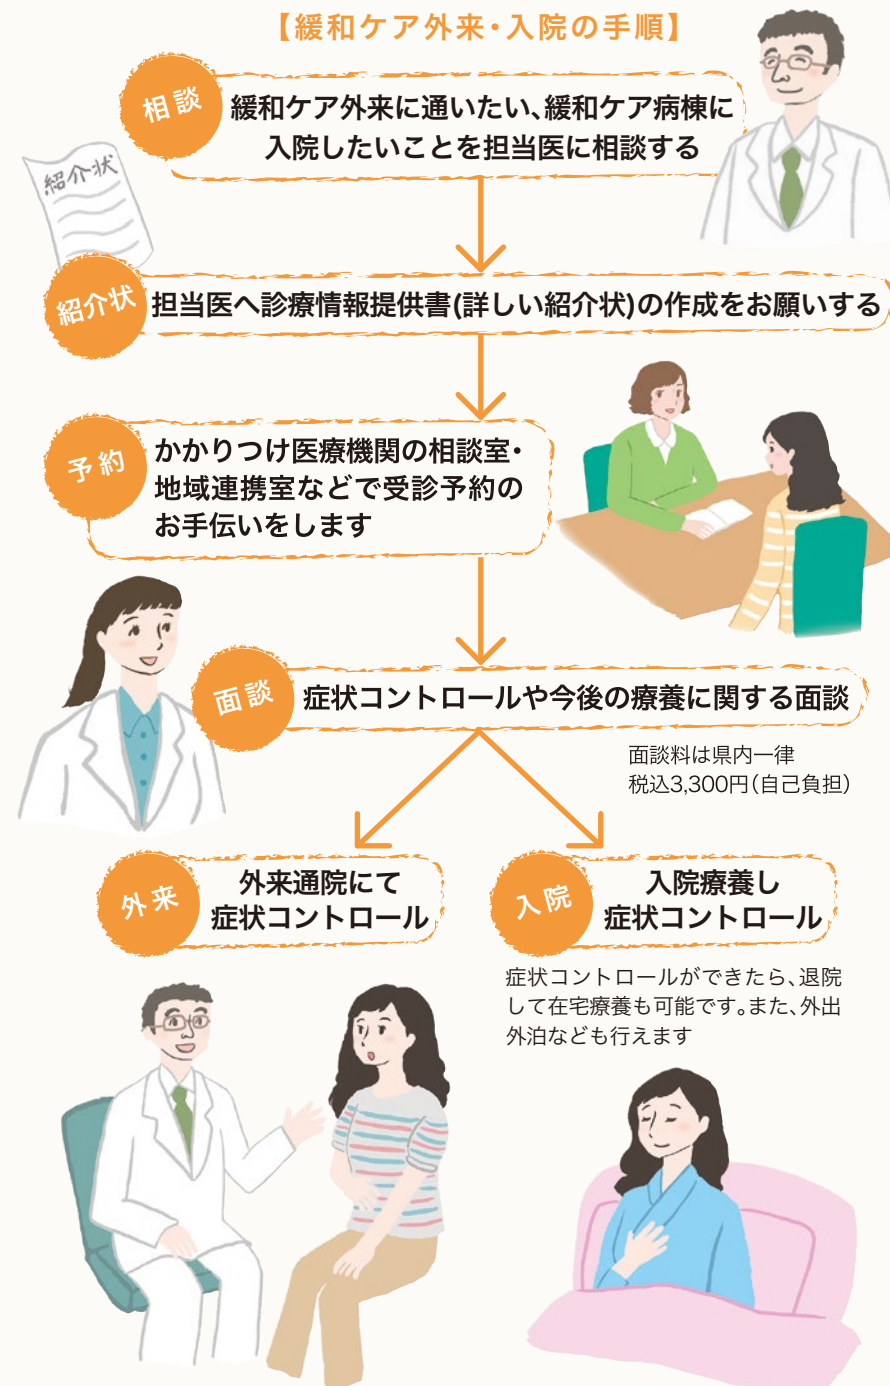 【緩和ケア外来・入院の手順】
相談
緩和ケア外来に通いたい、緩和ケア病棟に
入院したいことを担当医に相談する
紹介状
紹介状
担当医へ診療情報提供書(詳しい紹介状)の作成をお願いする
予約
かかりつけ医療機関の相談室・
地域連携室などで受診予約の
お手伝いをします
面談
症状コントロールや今後の療養に関する面談
面談料は県内一律
税込3,300円(自己負担)
外来
外来通院にて
症状コントロール
入院
入院療養し
症状コントロール
症状コントロールができたら、退院
して在宅療養も可能です。また、外出
外泊なども行えます